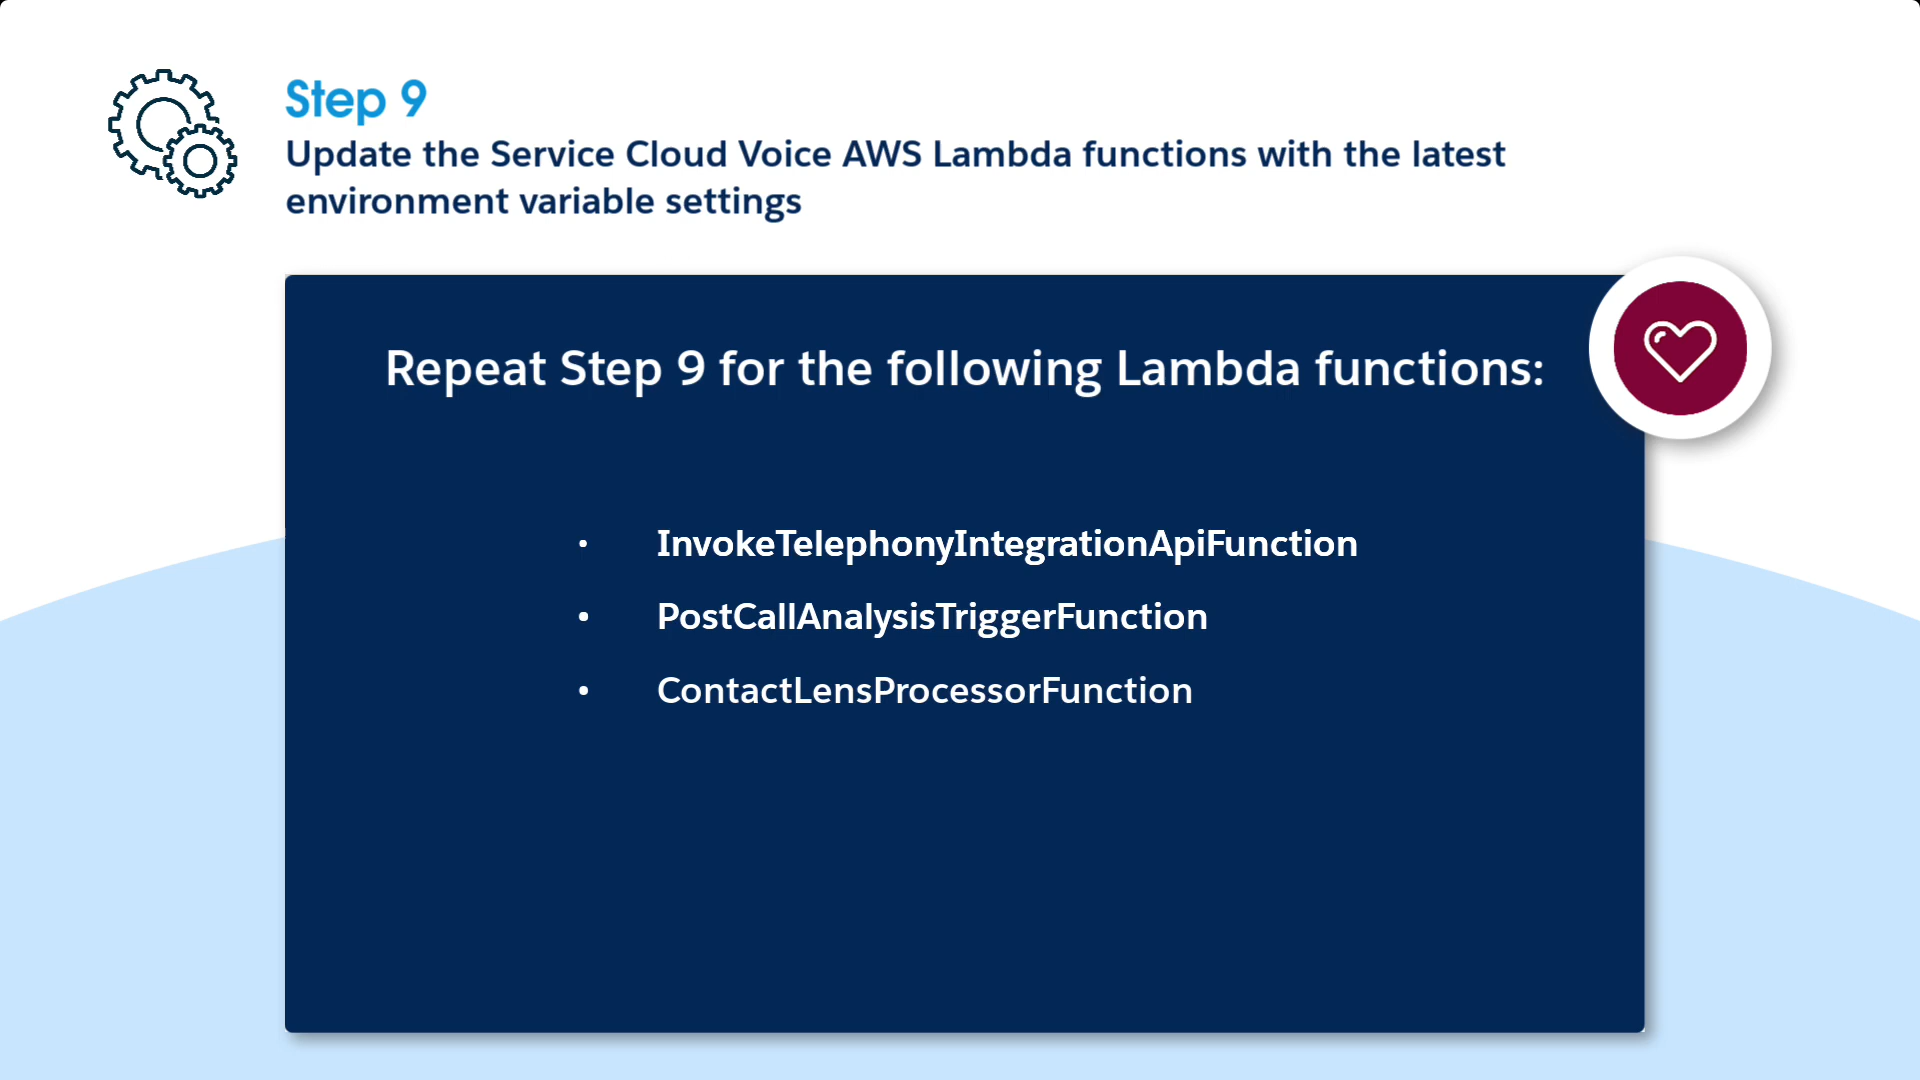 Step 9
Update the Service Cloud Voice AWS Lambda functions with the latest
environment variable settings
Repeat Step 9 for the following Lambda functions:
• InvokeTelephonyIntegrationApiFunction
• PostCallAnalysisTriggerFunction
• ContactLensProcessorFunction